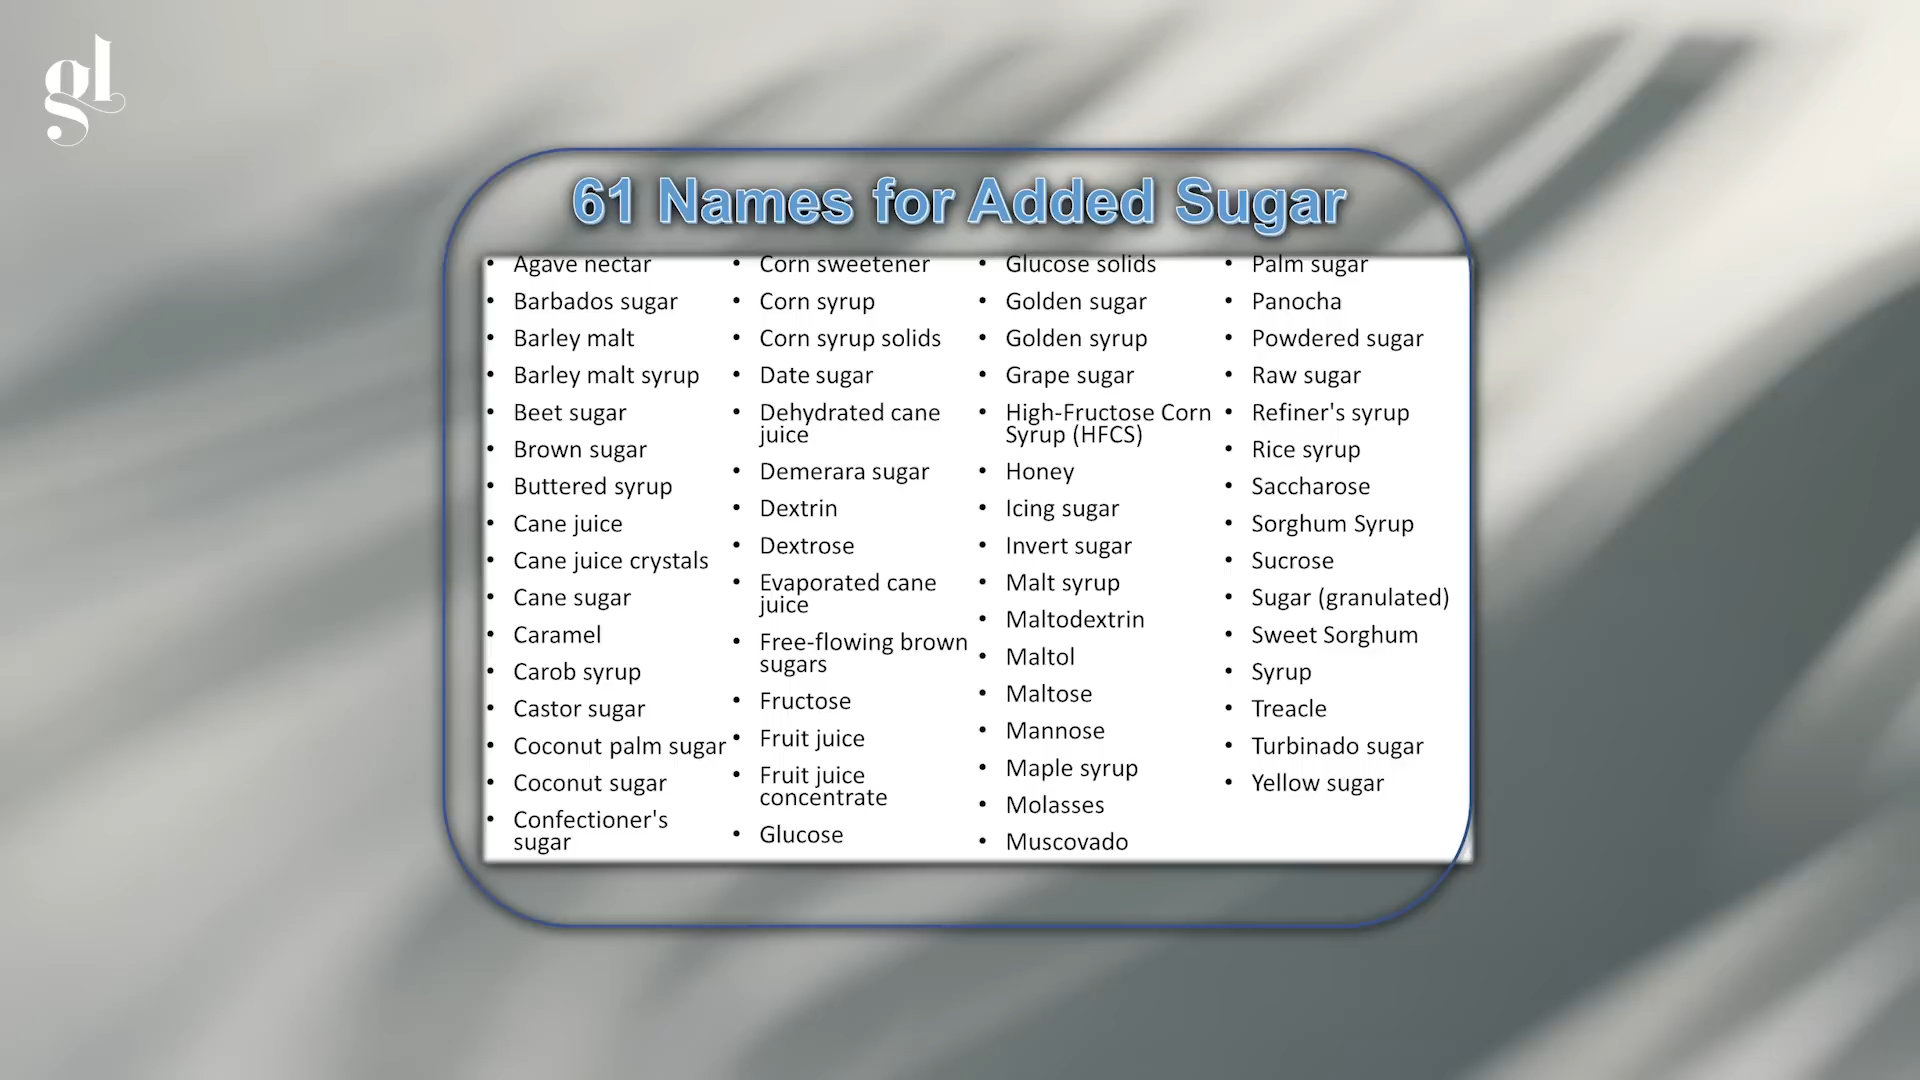 gl
61 Names for Added Sugar
• Agave nectar
• Barbados sugar
• Barley malt
• Barley malt syrup
• Beet sugar
• Brown sugar
• Buttered syrup
• Cane juice
• Cane juice crystals
• Cane sugar
• Caramel
• Carob syrup
• Castor sugar
• Coconut palm sugar
• Coconut sugar
• Confectioner's
sugar
• Corn sweetener
• Corn syrup
• Corn syrup solids
• Date sugar
• Dehydrated cane
juice
• Demerara sugar
• Dextrin
• Dextrose
• Evaporated cane
juice
• Free-flowing brown
sugars
• Fructose
• Fruit juice
• Fruit juice
concentrate
• Glucose
• Glucose solids
• Golden sugar
• Golden syrup
• Grape sugar
• High-Fructose Corn
Syrup (HFCS)
• Honey
• Icing sugar
• Invert sugar
• Malt syrup
• Maltodextrin
• Maltol
• Maltose
• Mannose
• Maple syrup
• Molasses
• Muscovado
• Palm sugar
• Panocha
• Powdered sugar
• Raw sugar
• Refiner's syrup
• Rice syrup
• Saccharose
• Sorghum Syrup
• Sucrose
• Sugar (granulated)
• Sweet Sorghum
• Syrup
• Treacle
• Turbinado sugar
• Yellow sugar